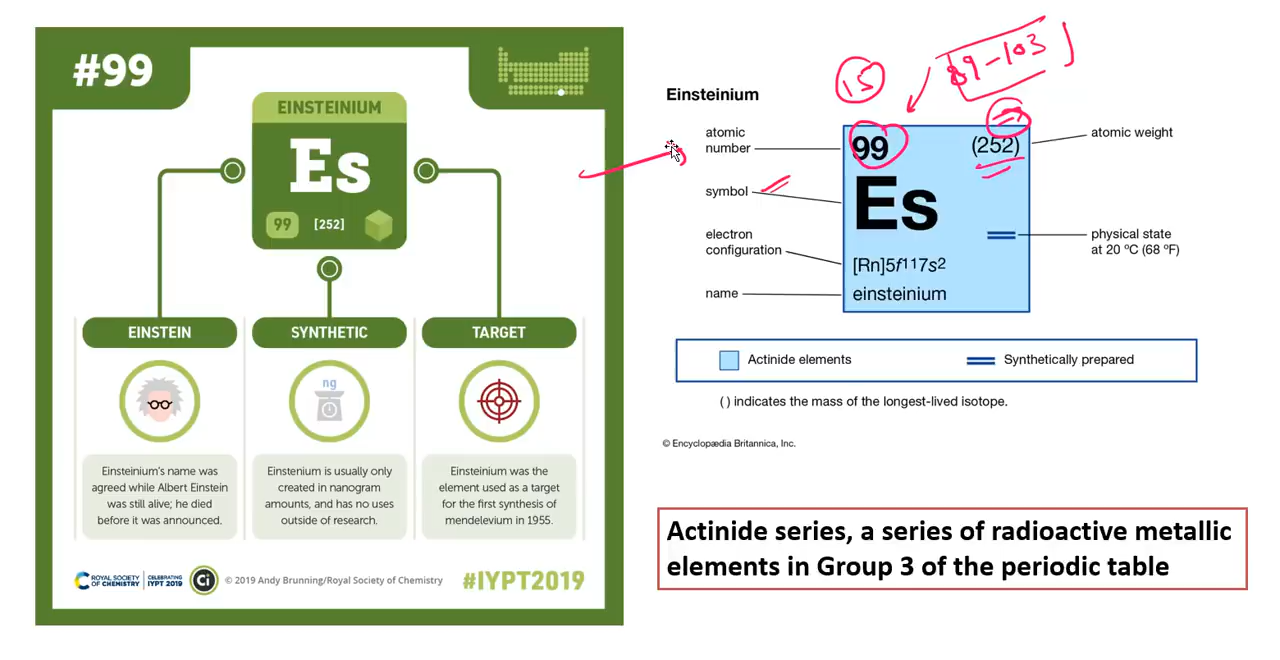 #99
EINSTEINIUM
Es
99
[252]
EINSTEIN
SYNTHETIC
TARGET
ng
Einsteinium's name was
agreed while Albert Einstein
was still alive; he died
before it was announced.
Einstenium is usually only
created in nanogram
amounts, and has no uses
outside of research.
Einsteinium was the
element used as a target
for the first synthesis of
mendelevium in 1955.
ROYAL SOCIETY
OF CHEMISTRY
CELEBRATING
IYPT 2019
Ci
© 2019 Andy Brunning/Royal Society of Chemistry
#IYPT2019
15
89-103
Einsteinium
atomic
number
symbol
electron
configuration
name
99
(252)
Es
[Rn]5f117s2
einsteinium
atomic weight
physical state
at 20 ºC (68 ºF)
Actinide elements
Synthetically prepared
( ) indicates the mass of the longest-lived isotope.
© Encyclopædia Britannica, Inc.
Actinide series, a series of radioactive metallic
elements in Group 3 of the periodic table